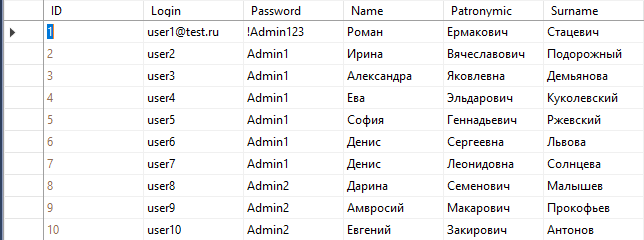 ID Login Password Name Patronymic Surname
1 user1@test.ru !Admin123 Роман Ермакович Стацевич
2 user2 Admin1 Ирина Вячеславович Подорожный
3 user3 Admin1 Александра Яковлевна Демьянова
4 user4 Admin1 Ева Эльдарович Куколевский
5 user5 Admin1 София Геннадьевич Ржевский
6 user6 Admin1 Денис Сергеевна Львова
7 user7 Admin1 Денис Леонидовна Солнцева
8 user8 Admin2 Дарина Семенович Малышев
9 user9 Admin2 Амвросий Макарович Прокофьев
10 user10 Admin2 Евгений Закирович Антонов